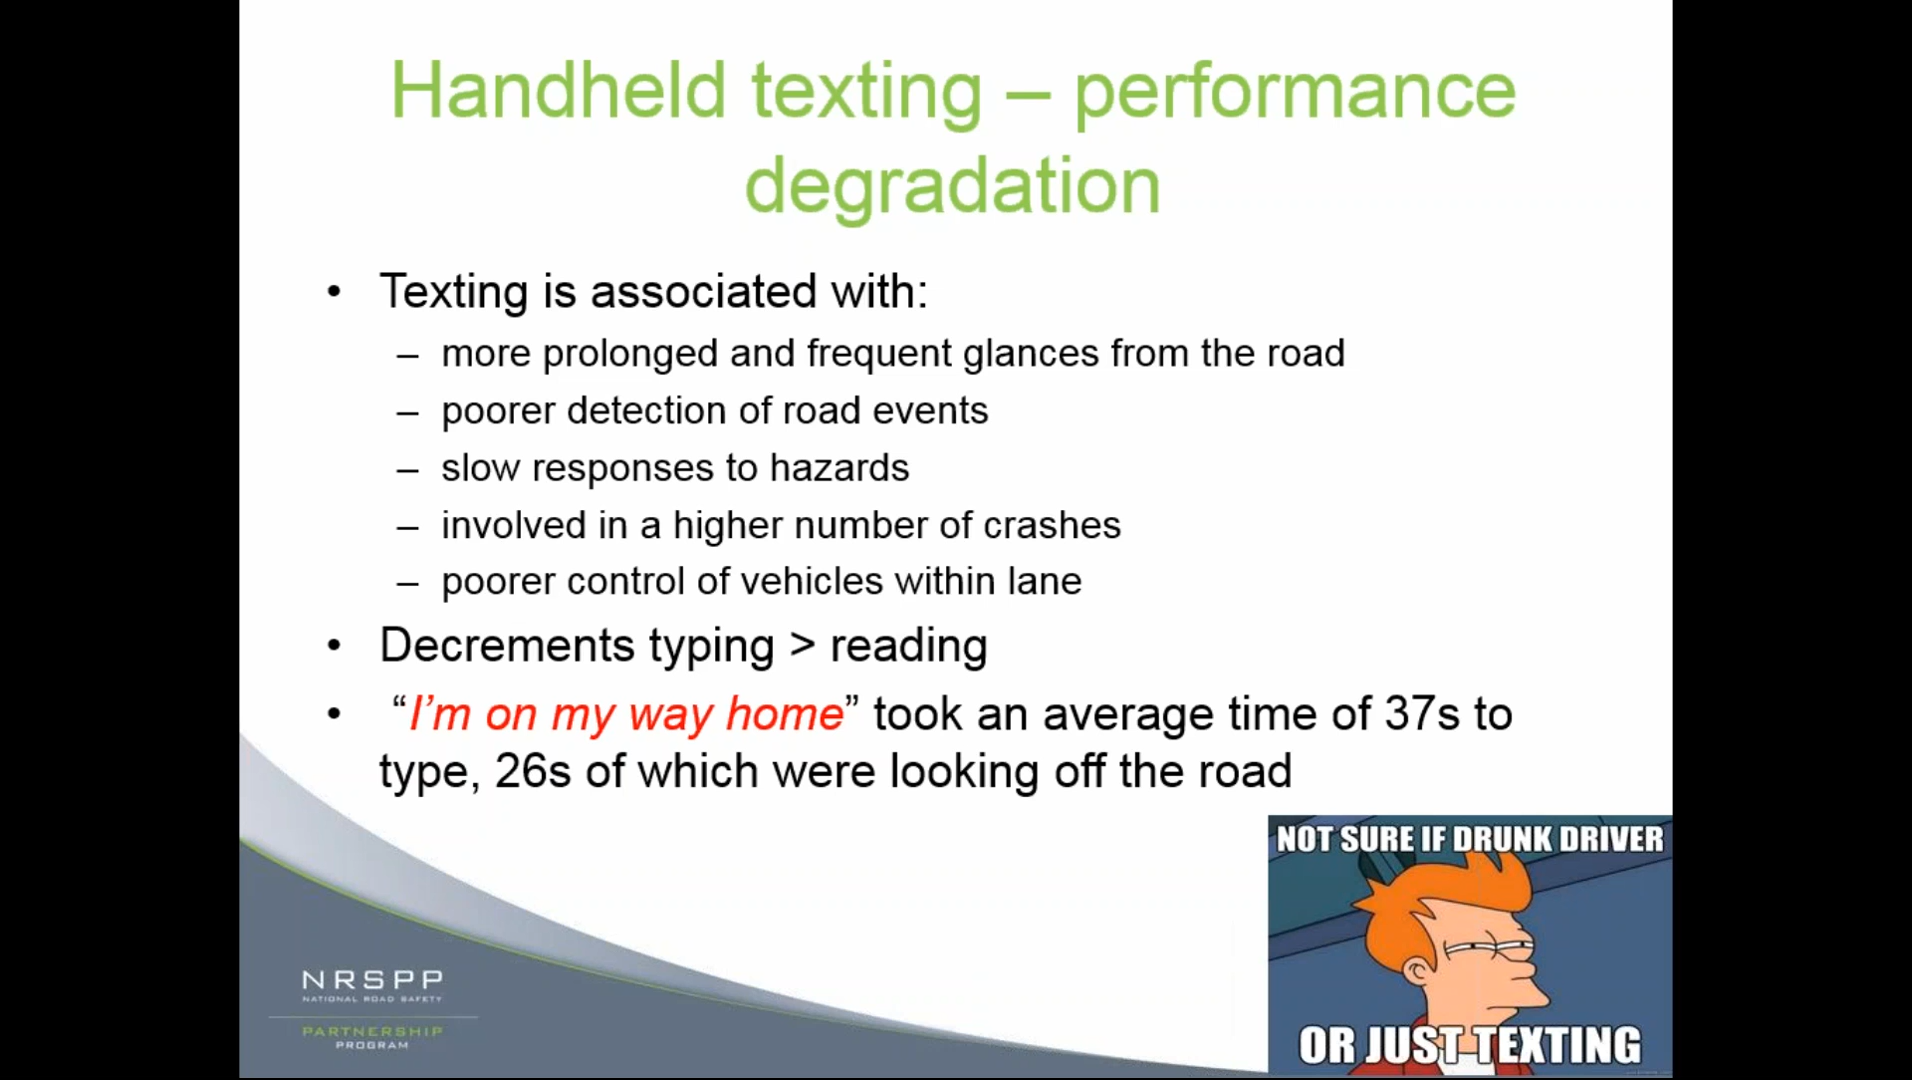 Handheld texting – performance
degradation
• Texting is associated with:
– more prolonged and frequent glances from the road
– poorer detection of road events
– slow responses to hazards
– involved in a higher number of crashes
– poorer control of vehicles within lane
• Decrements typing > reading
• “I’m on my way home” took an average time of 37s to
type, 26s of which were looking off the road
NOT SURE IF DRUNK DRIVER
OR JUST TEXTING
NRSPP
NATIONAL ROAD SAFETY
PARTNERSHIP
PROGRAM